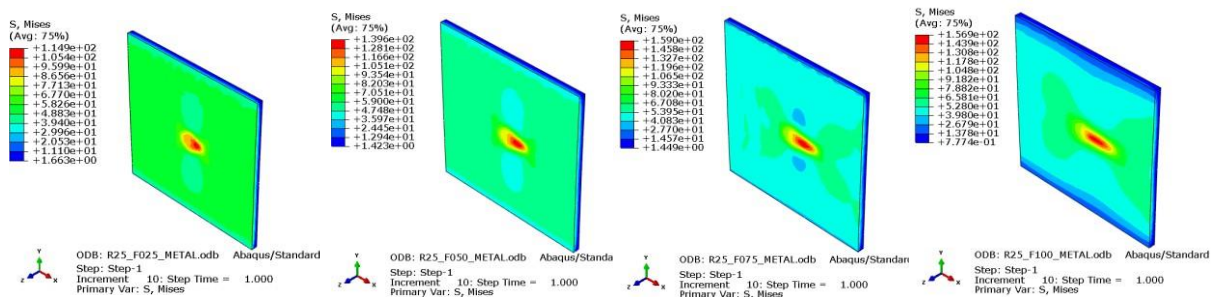 S, Mises
(Avg: 75%)
+1.149e+02
+1.054e+02
+9.599e+01
+8.656e+01
+7.713e+01
+6.770e+01
+5.826e+01
+4.883e+01
+3.940e+01
+2.996e+01
+2.053e+01
+1.110e+01
+1.663e+00
Y
Z
X
ODB: R25_F025_METAL.odb Abaqus/Standard
Step: Step-1
Increment 10: Step Time = 1.000
Primary Var: S, Mises
S, Mises
(Avg: 75%)
+1.396e+02
+1.281e+02
+1.166e+02
+1.051e+02
+9.354e+01
+8.203e+01
+7.051e+01
+5.900e+01
+4.748e+01
+3.597e+01
+2.445e+01
+1.294e+01
+1.423e+00
Y
Z
X
ODB: R25_F050_METAL.odb Abaqus/Standa
Step: Step-1
Increment 10: Step Time = 1.000
Primary Var: S, Mises
S, Mises
(Avg: 75%)
+1.590e+02
+1.458e+02
+1.327e+02
+1.196e+02
+1.065e+02
+9.333e+01
+8.020e+01
+6.708e+01
+5.395e+01
+4.083e+01
+2.770e+01
+1.457e+01
+1.449e+00
Y
Z
X
ODB: R25_F075_METAL.odb Abaqus/Standar
Step: Step-1
Increment 10: Step Time = 1.000
Primary Var: S, Mises
S, Mises
(Avg: 75%)
+1.569e+02
+1.439e+02
+1.308e+02
+1.178e+02
+1.048e+02
+9.182e+01
+7.882e+01
+6.581e+01
+5.280e+01
+3.980e+01
+2.679e+01
+1.378e+01
+7.774e-01
Y
Z
X
ODB: R25_F100_METAL.odb Abaqus/Standard
Step: Step-1
Increment 10: Step Time = 1.000
Primary Var: S, Mises